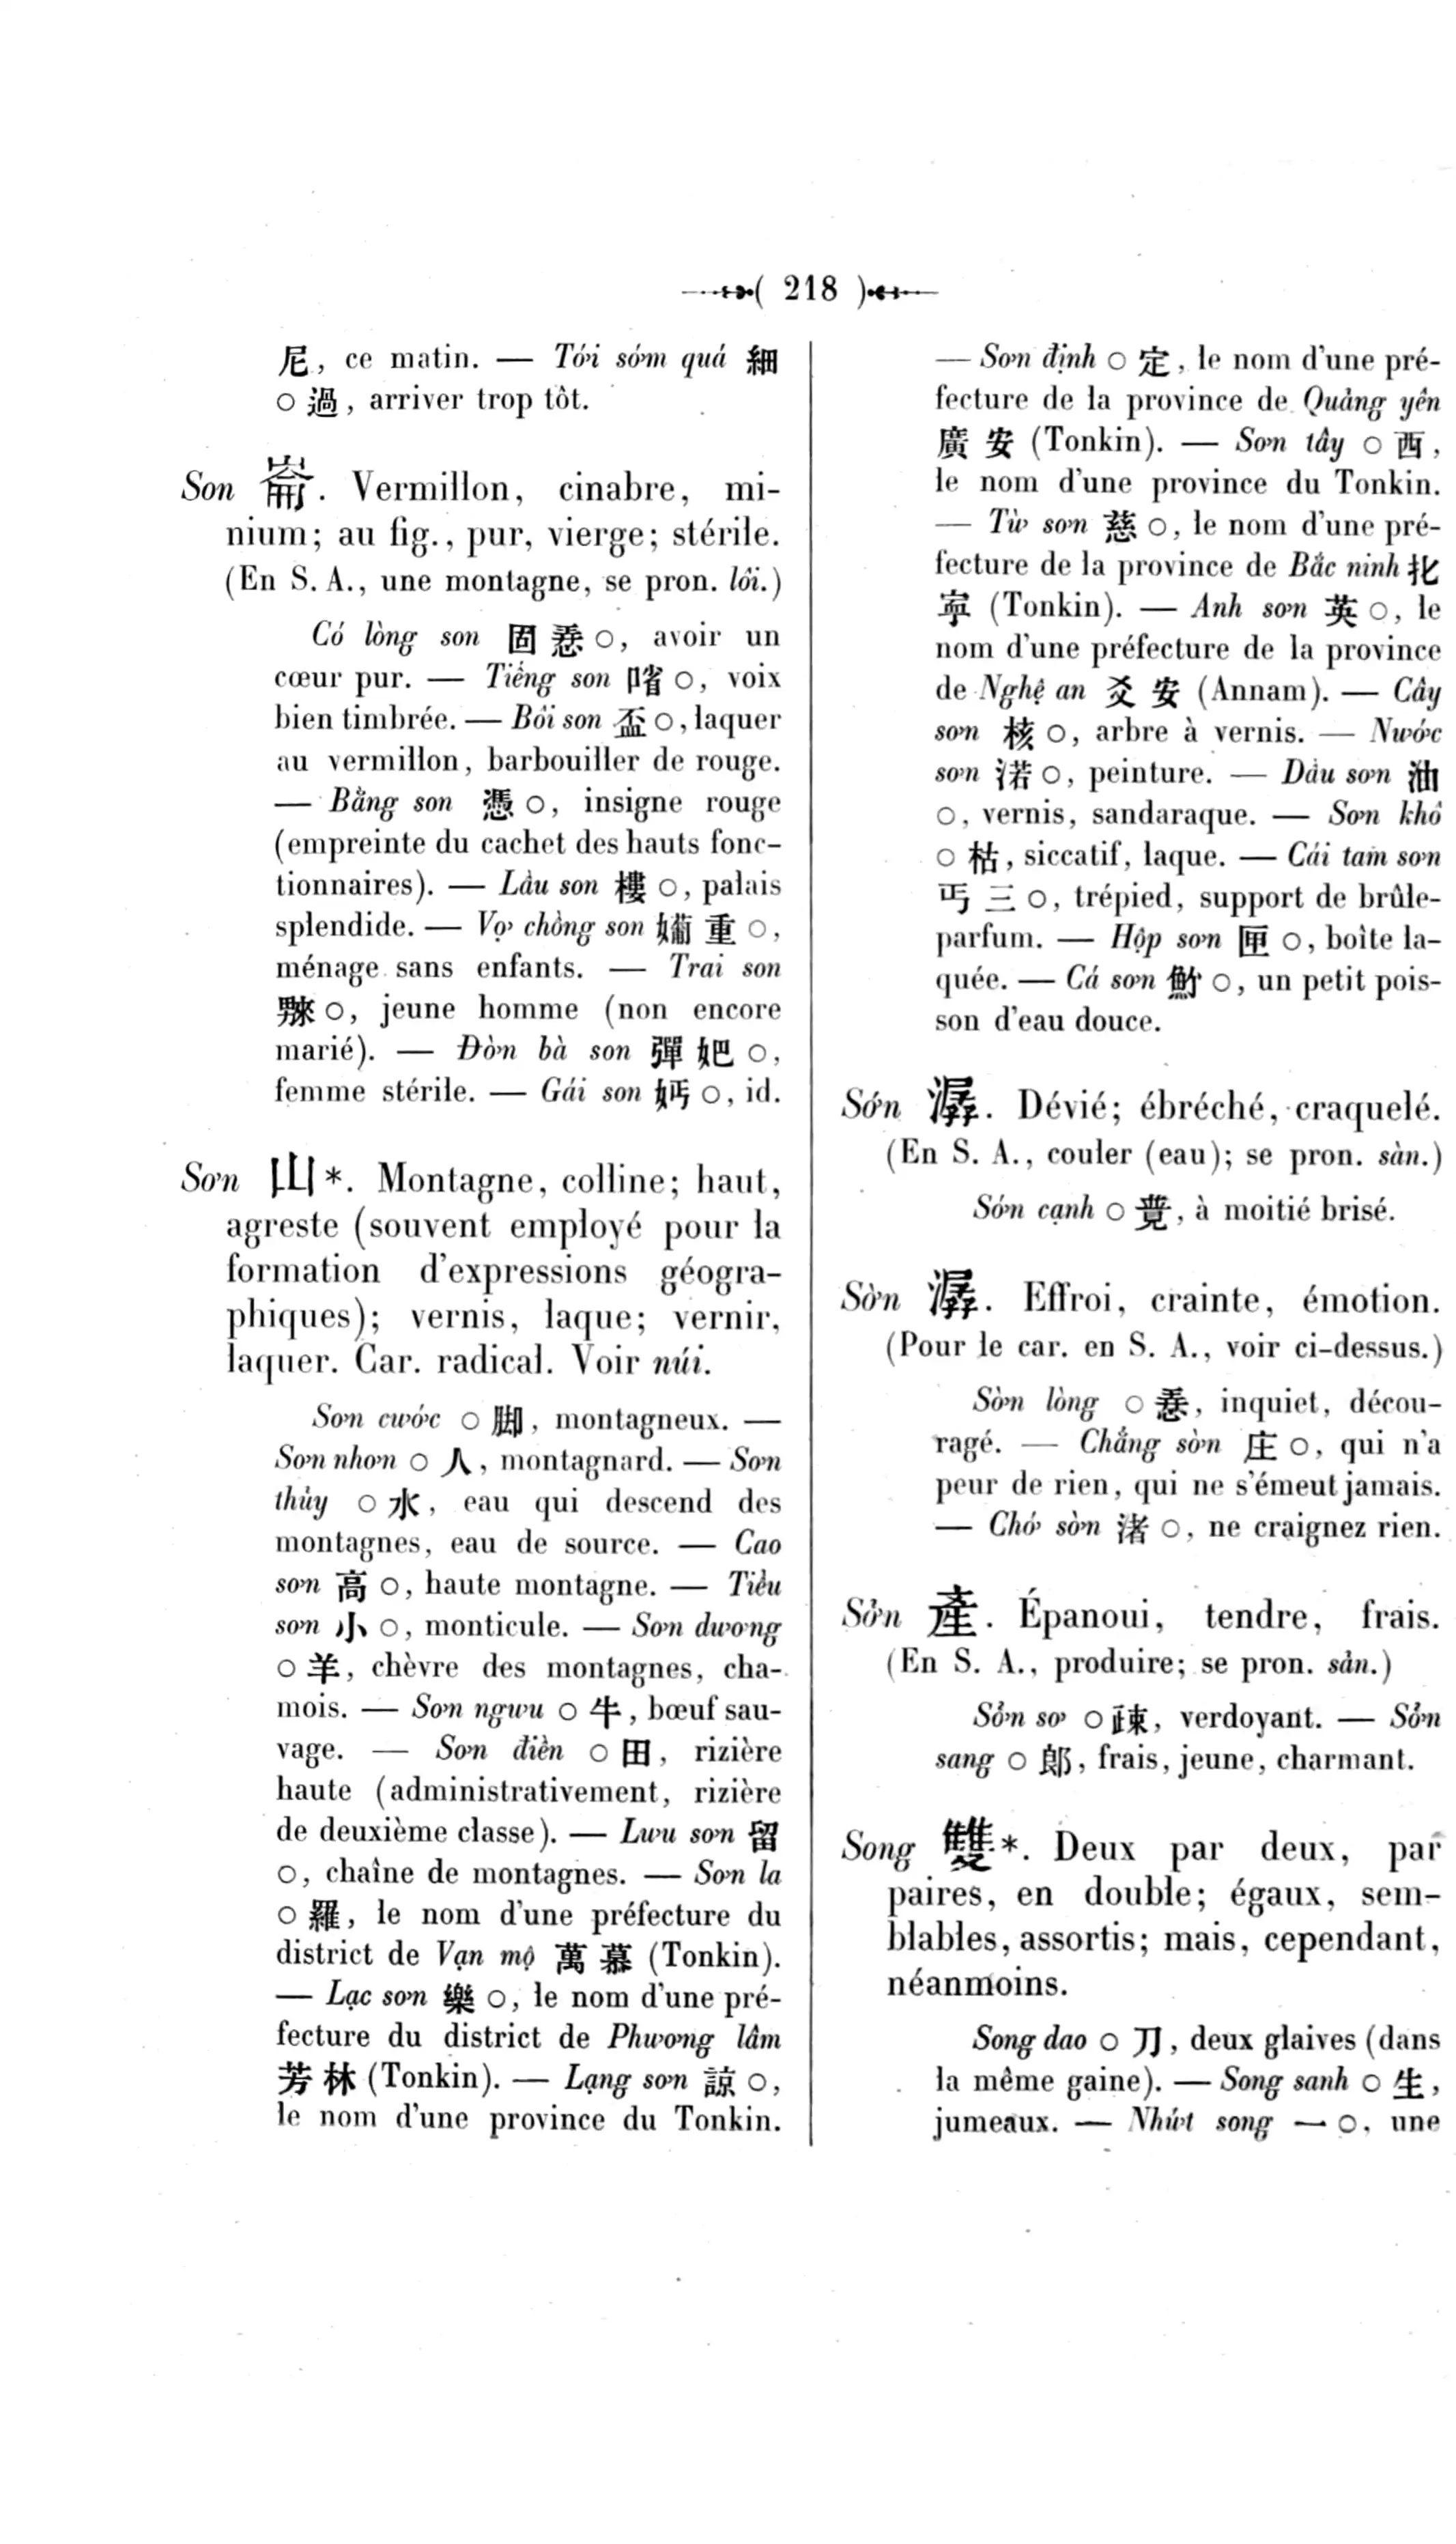 ( 218 )
尼, ce matin. — Tới sớm quá 細
○ 過, arriver trop tôt.
Son 崙. Vermillon, cinabre, mi-
nium; au fig., pur, vierge; stérile.
(En S. A., une montagne, se pron. lôi.)
Có lòng son 固 ○, avoir un
cœur pur. — Tiếng son 㗂 ○, voix
bien timbrée. — Bôi son 盃 ○, laquer
au vermillon, barbouiller de rouge.
— Bằng son 憑 ○, insigne rouge
(empreinte du cachet des hauts fonc-
tionnaires). — Lầu son 樓 ○, palais
splendide. — Vợ chồng son 重 ○,
ménage sans enfants. — Trai son
○, jeune homme (non encore
marié). — Đờn bà son 彈 妑 ○,
femme stérile. — Gái son ○, id.
Sơn 山*. Montagne, colline; haut,
agreste (souvent employé pour la
formation d'expressions géogra-
phiques); vernis, laque; vernir,
laquer. Car. radical. Voir núi.
Sơn cước ○ 脚, montagneux. —
Sơn nhơn ○ 人, montagnard. — Sơn
thủy ○ 水, eau qui descend des
montagnes, eau de source. — Cao
sơn 高 ○, haute montagne. — Tiểu
sơn 小 ○, monticule. — Sơn dương
○ 羊, chèvre des montagnes, cha-
mois. — Sơn ngưu ○ 牛, bœuf sau-
vage. — Sơn điền ○ 田, rizière
haute (administrativement, rizière
de deuxième classe). — Lưu sơn 留
○, chaîne de montagnes. — Sơn la
○ 羅, le nom d'une préfecture du
district de Vạn mộ 萬 慕 (Tonkin).
— Lạc sơn 樂 ○, le nom d'une pré-
fecture du district de Phương lâm
芳 林 (Tonkin). — Lạng sơn 諒 ○,
le nom d'une province du Tonkin.
— Sơn định ○ 定, le nom d'une pré-
fecture de la province de Quảng yên
廣 安 (Tonkin). — Sơn tây ○ 西,
le nom d'une province du Tonkin.
— Từ sơn 慈 ○, le nom d'une pré-
fecture de la province de Bắc ninh 北
寧 (Tonkin). — Anh sơn 英 ○, le
nom d'une préfecture de la province
de Nghệ an 乂 安 (Annam). — Cây
sơn 核 ○, arbre à vernis. — Nước
sơn 渃 ○, peinture. — Dầu sơn 油
○, vernis, sandaraque. — Sơn khô
○ 枯, siccatif, laque. — Cái tam sơn
丐 三 ○, trépied, support de brûle-
parfum. — Hộp sơn 匣 ○, boîte la-
quée. — Cá sơn ○, un petit pois-
son d'eau douce.
Sớn 潺. Dévié; ébréché, craquelé.
(En S. A., couler (eau); se pron. sàn.)
Sớn cạnh ○, à moitié brisé.
Sờn 潺. Effroi, crainte, émotion.
(Pour le car. en S. A., voir ci-dessus.)
Sờn lòng ○, inquiet, décou-
ragé. — Chẳng sờn 庄 ○, qui n'a
peur de rien, qui ne s'émeut jamais.
— Chớ sờn 渚 ○, ne craignez rien.
Sởn 產. Épanoui, tendre, frais.
(En S. A., produire; se pron. sản.)
Sởn sơ ○ 疎, verdoyant. — Sởn
sang ○ 郎, frais, jeune, charmant.
Song 雙*. Deux par deux, par
paires, en double; égaux, sem-
blables, assortis; mais, cependant,
néanmoins.
Song dao ○ 刀, deux glaives (dans
la même gaine). — Song sanh ○ 生,
jumeaux. — Nhứt song 一 ○, une